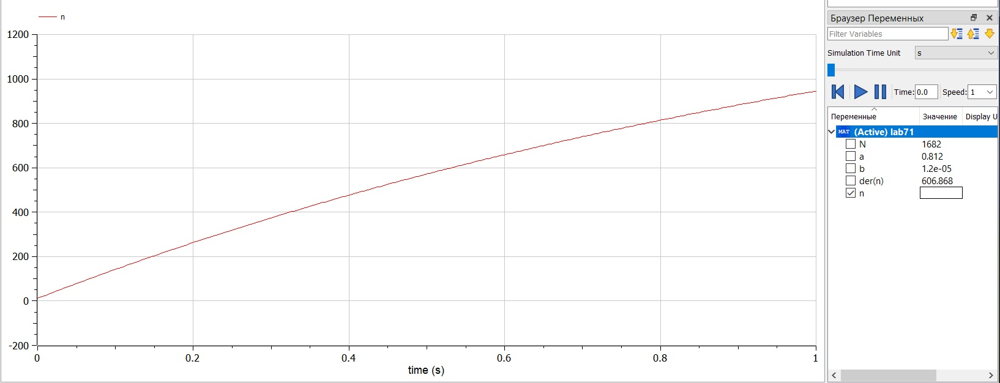 n
1200
1000
800
600
400
200
0
-200
0 0.2 0.4 0.6 0.8 1
time (s)
Браузер Переменных
Filter Variables
Simulation Time Unit s
Time: 0.0 Speed: 1
Переменные Значение Display U
MAT (Active) lab71
N 1682
a 0.812
b 1.2e-05
der(n) 606.868
n